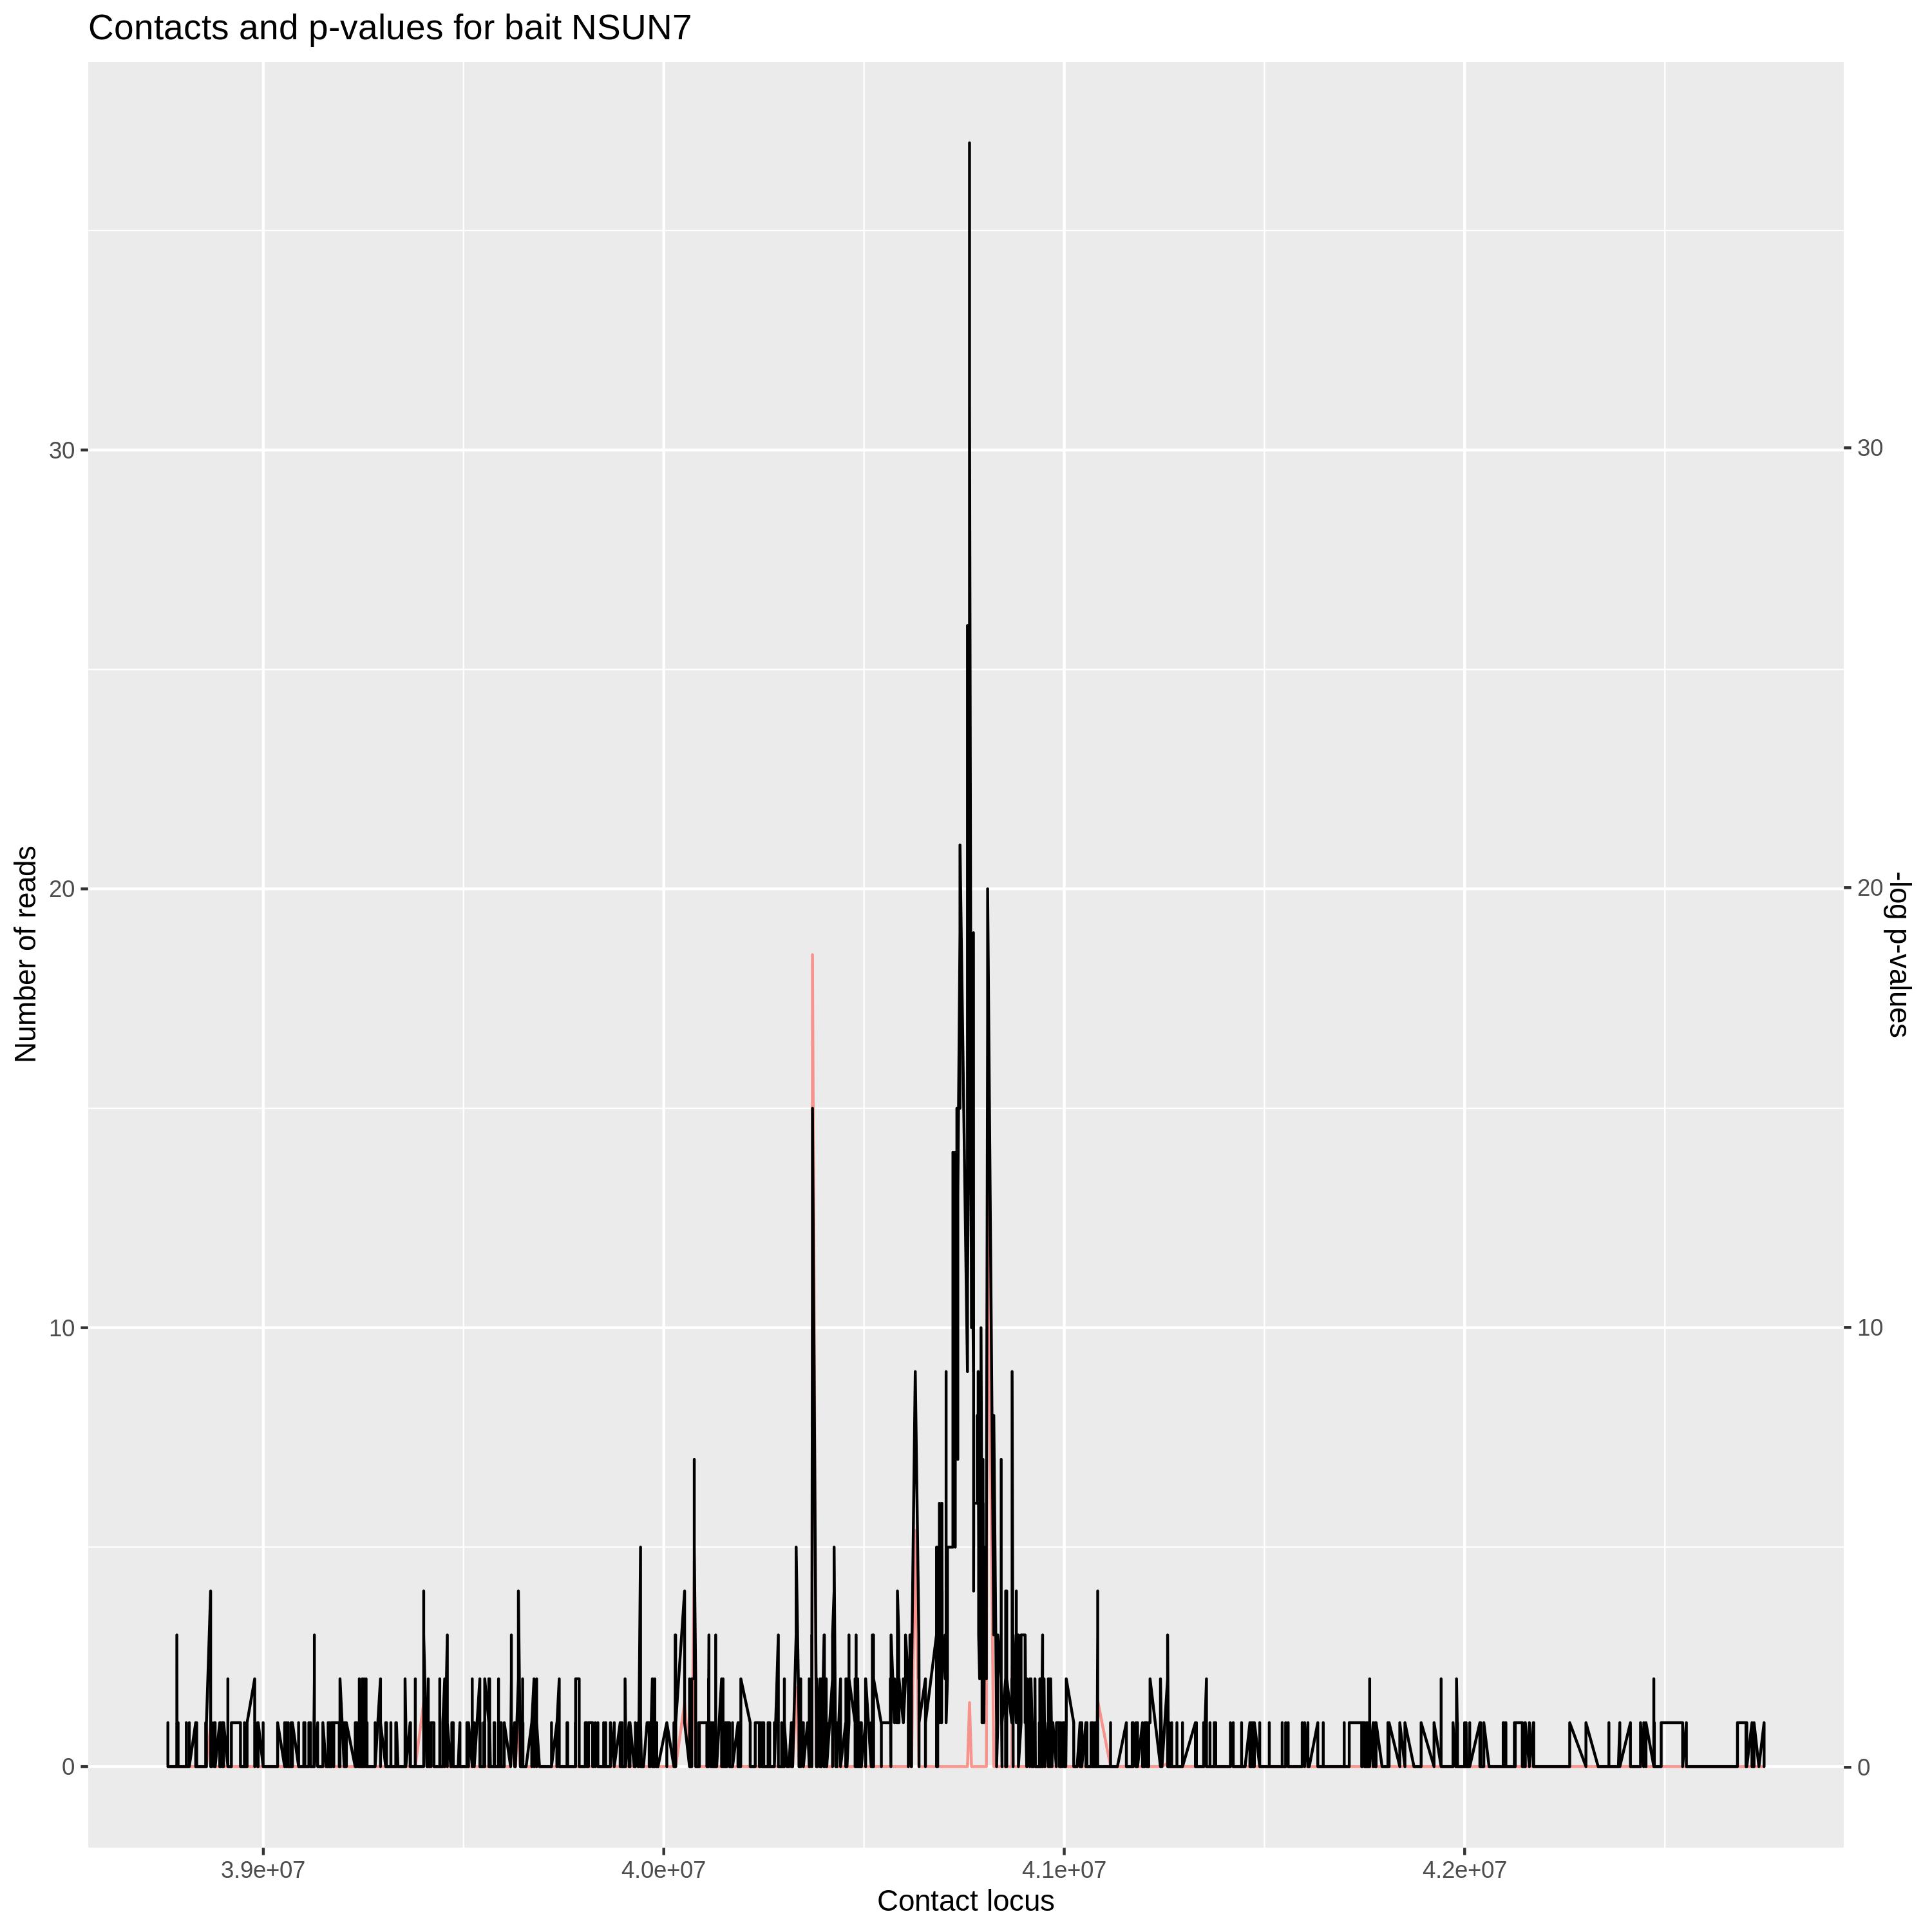 Contacts and p-values for bait NSUN7
30
20
10
0
Number of reads
30
20
10
0
-log p-values
3.9e+07
4.0e+07
4.1e+07
4.2e+07
Contact locus